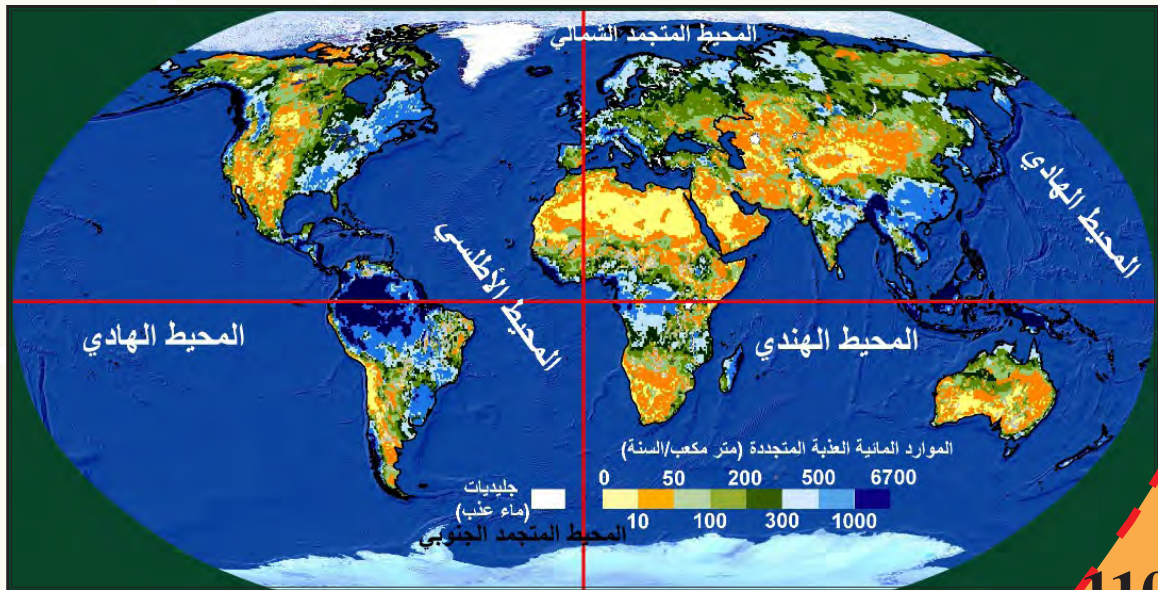 المحيط المتجمد الشمالي
المحيط الهادي
المحيط الأطلسي
المحيط الهادي
المحيط الهندي
الموارد المائية العذبة المتجددة (متر مكعب/السنة)
0 50 200 500 6700
10 100 300 1000
جليديات
(ماء عذب)
المحيط المتجمد الجنوبي
110